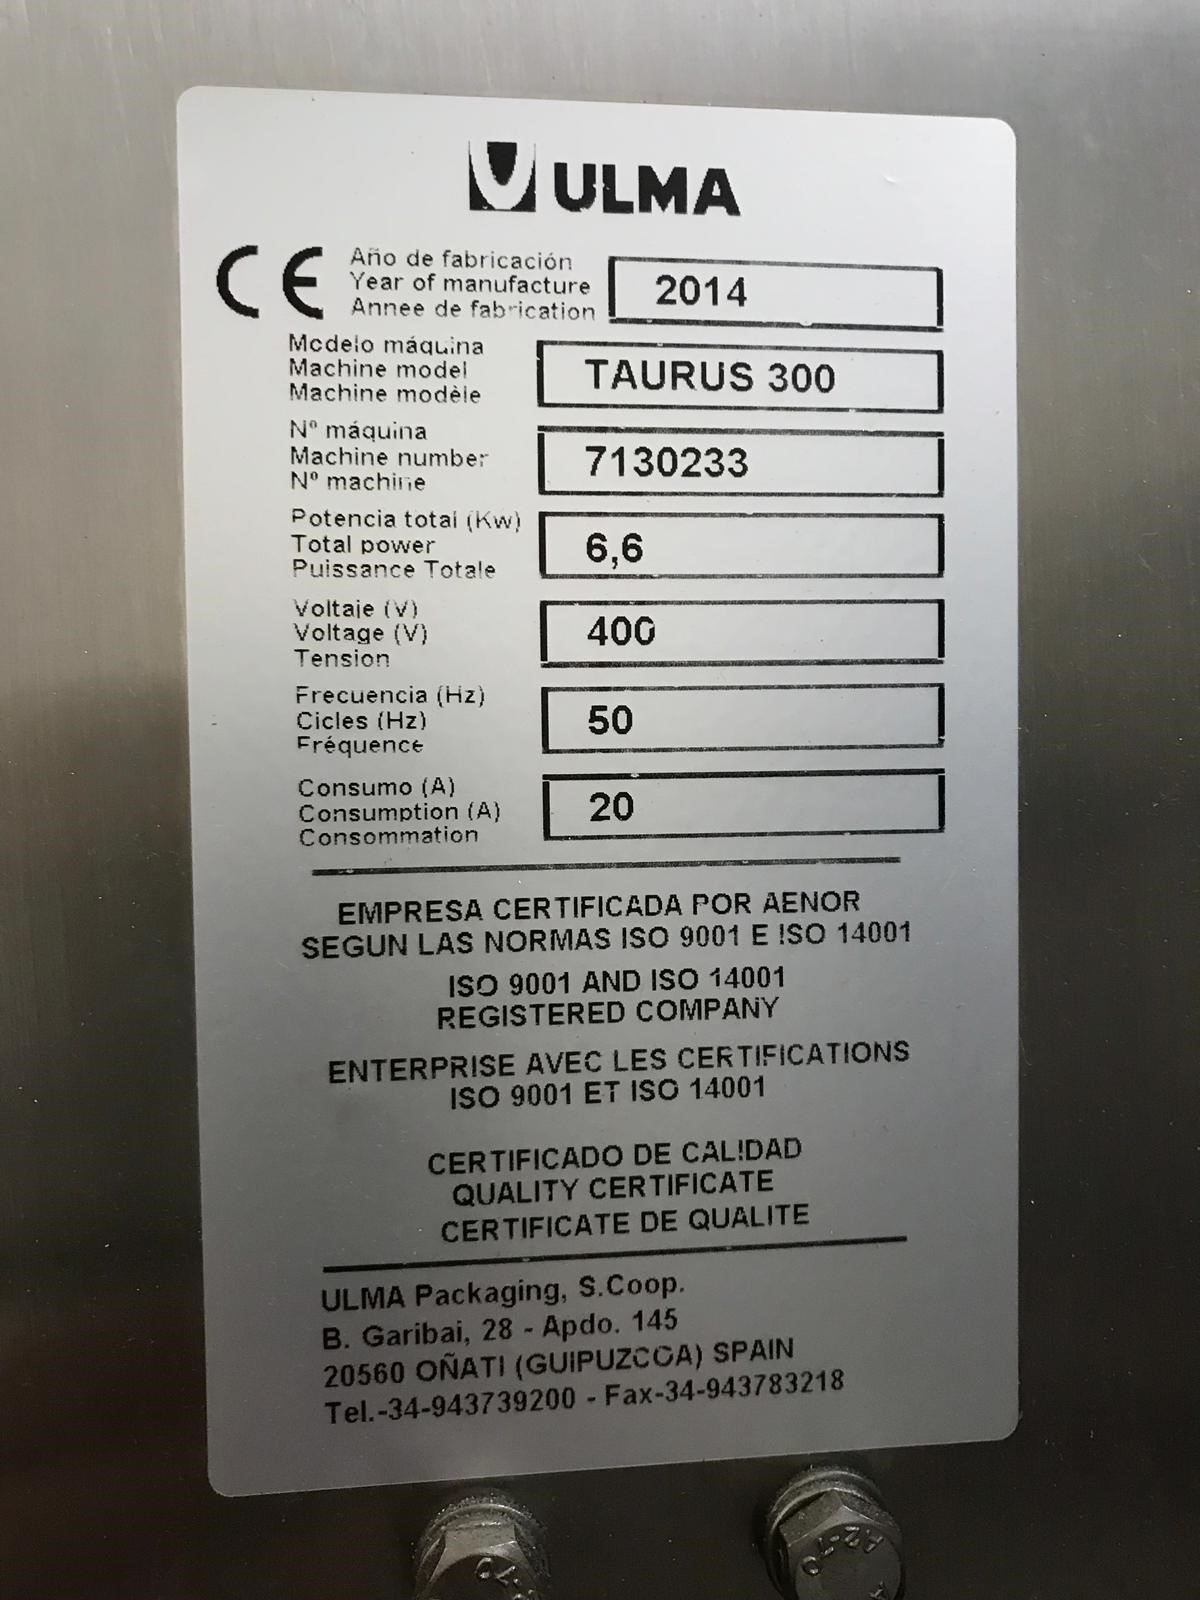 ULMA
CE
Año de fabricación
Year of manufacture
Annee de fabrication
2014
Modelo máquina
Machine model
Machine modèle
TAURUS 300
Nº máquina
Machine number
Nº machine
7130233
Potencia total (Kw)
Total power
Puissance Totale
6,6
Voltaje (V)
Voltage (V)
Tension
400
Frecuencia (Hz)
Cicles (Hz)
Fréquence
50
Consumo (A)
Consumption (A)
Consommation
20
EMPRESA CERTIFICADA POR AENOR
SEGUN LAS NORMAS ISO 9001 E ISO 14001
ISO 9001 AND ISO 14001
REGISTERED COMPANY
ENTERPRISE AVEC LES CERTIFICATIONS
ISO 9001 ET ISO 14001
CERTIFICADO DE CALIDAD
QUALITY CERTIFICATE
CERTIFICATE DE QUALITE
ULMA Packaging, S.Coop.
B. Garibai, 28 - Apdo. 145
20560 OÑATI (GUIPUZCOA) SPAIN
Tel.-34-943739200 - Fax-34-943783218
A2-70